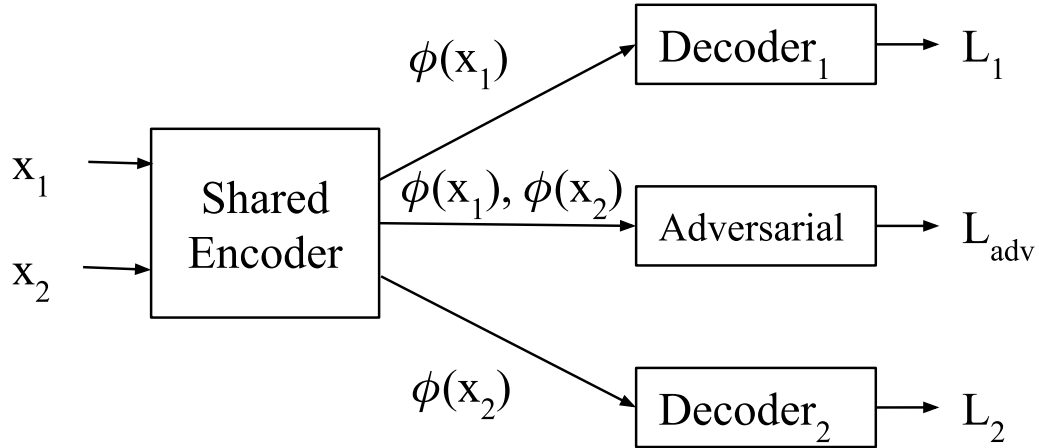 x₁
x₂
Shared
Encoder
ϕ(x₁)
ϕ(x₁), ϕ(x₂)
ϕ(x₂)
Decoder₁
L₁
Adversarial
Lₐdᵥ
Decoder₂
L₂